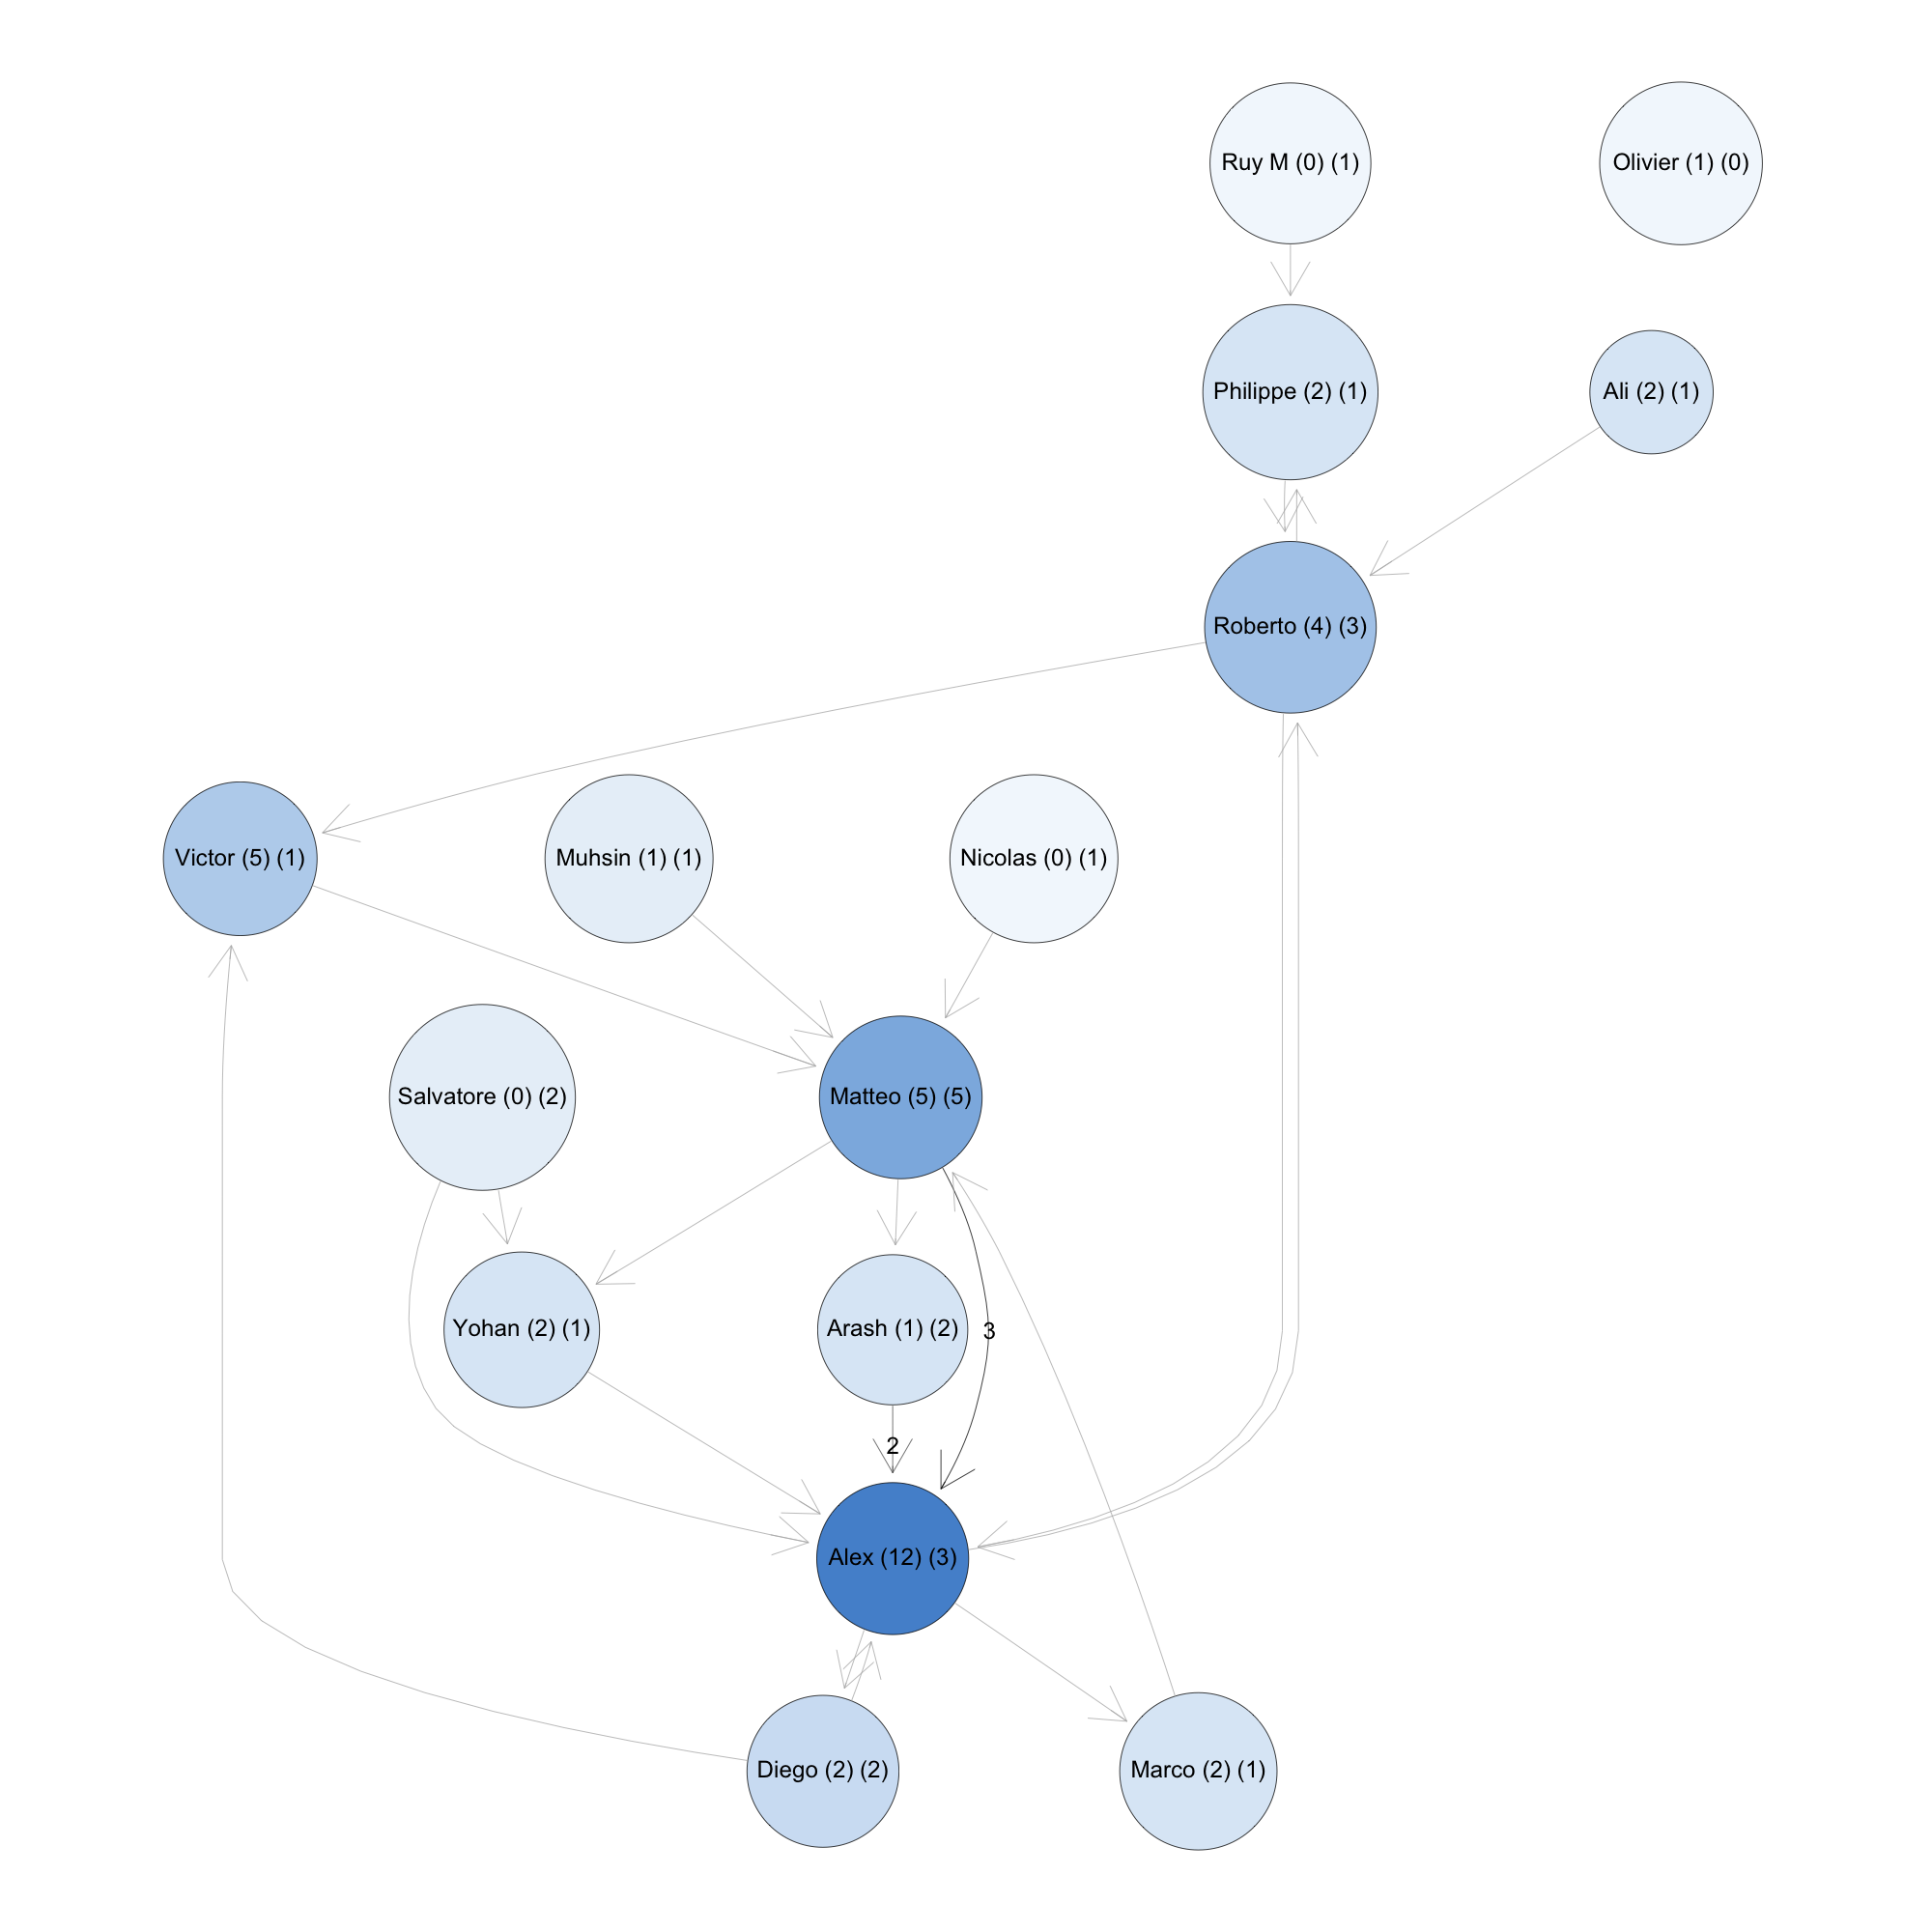 Ruy M (0) (1)
Olivier (1) (0)
Philippe (2) (1)
Ali (2) (1)
Roberto (4) (3)
Victor (5) (1)
Muhsin (1) (1)
Nicolas (0) (1)
Salvatore (0) (2)
Matteo (5) (5)
Yohan (2) (1)
Arash (1) (2)
3
2
Alex (12) (3)
Diego (2) (2)
Marco (2) (1)